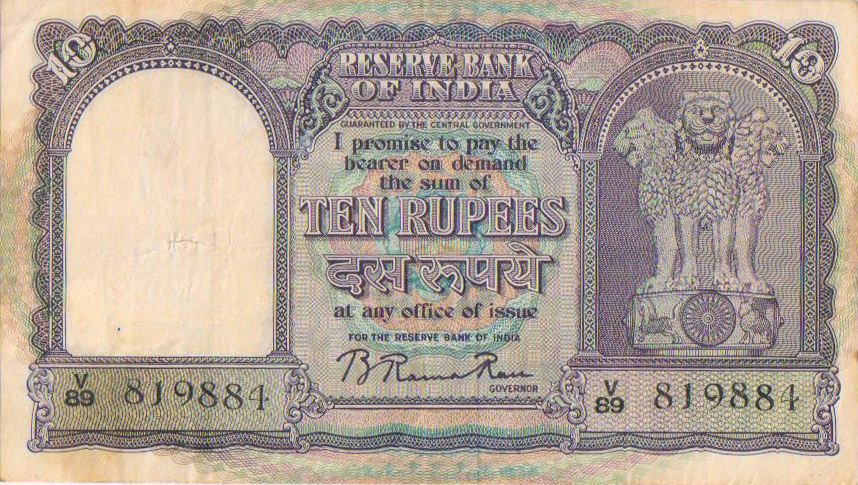 10
10
RESERVE BANK
OF INDIA
GUARANTEED BY THE CENTRAL GOVERNMENT
I promise to pay the
bearer on demand
the sum of
TEN RUPEES
दस रूपये
at any office of issue
FOR THE RESERVE BANK OF INDIA
B Rama Rau
GOVERNOR
V/89 819884
V/89 819884